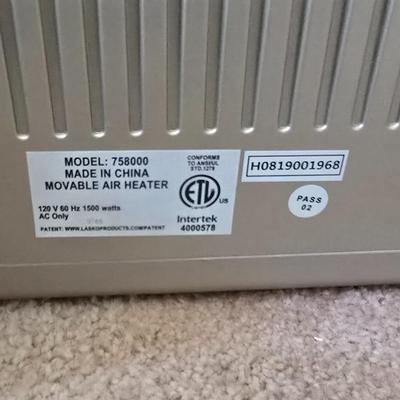 MODEL: 758000
MADE IN CHINA
MOVABLE AIR HEATER
120 V 60 Hz 1500 watts
AC Only
PATENT: WWW.LASKOPRODUCTS.COM/PATENT
CONFORMS
TO ANSI/UL
STD.1278
ETL
US
Intertek
4000578
H0819001968
PASS
02